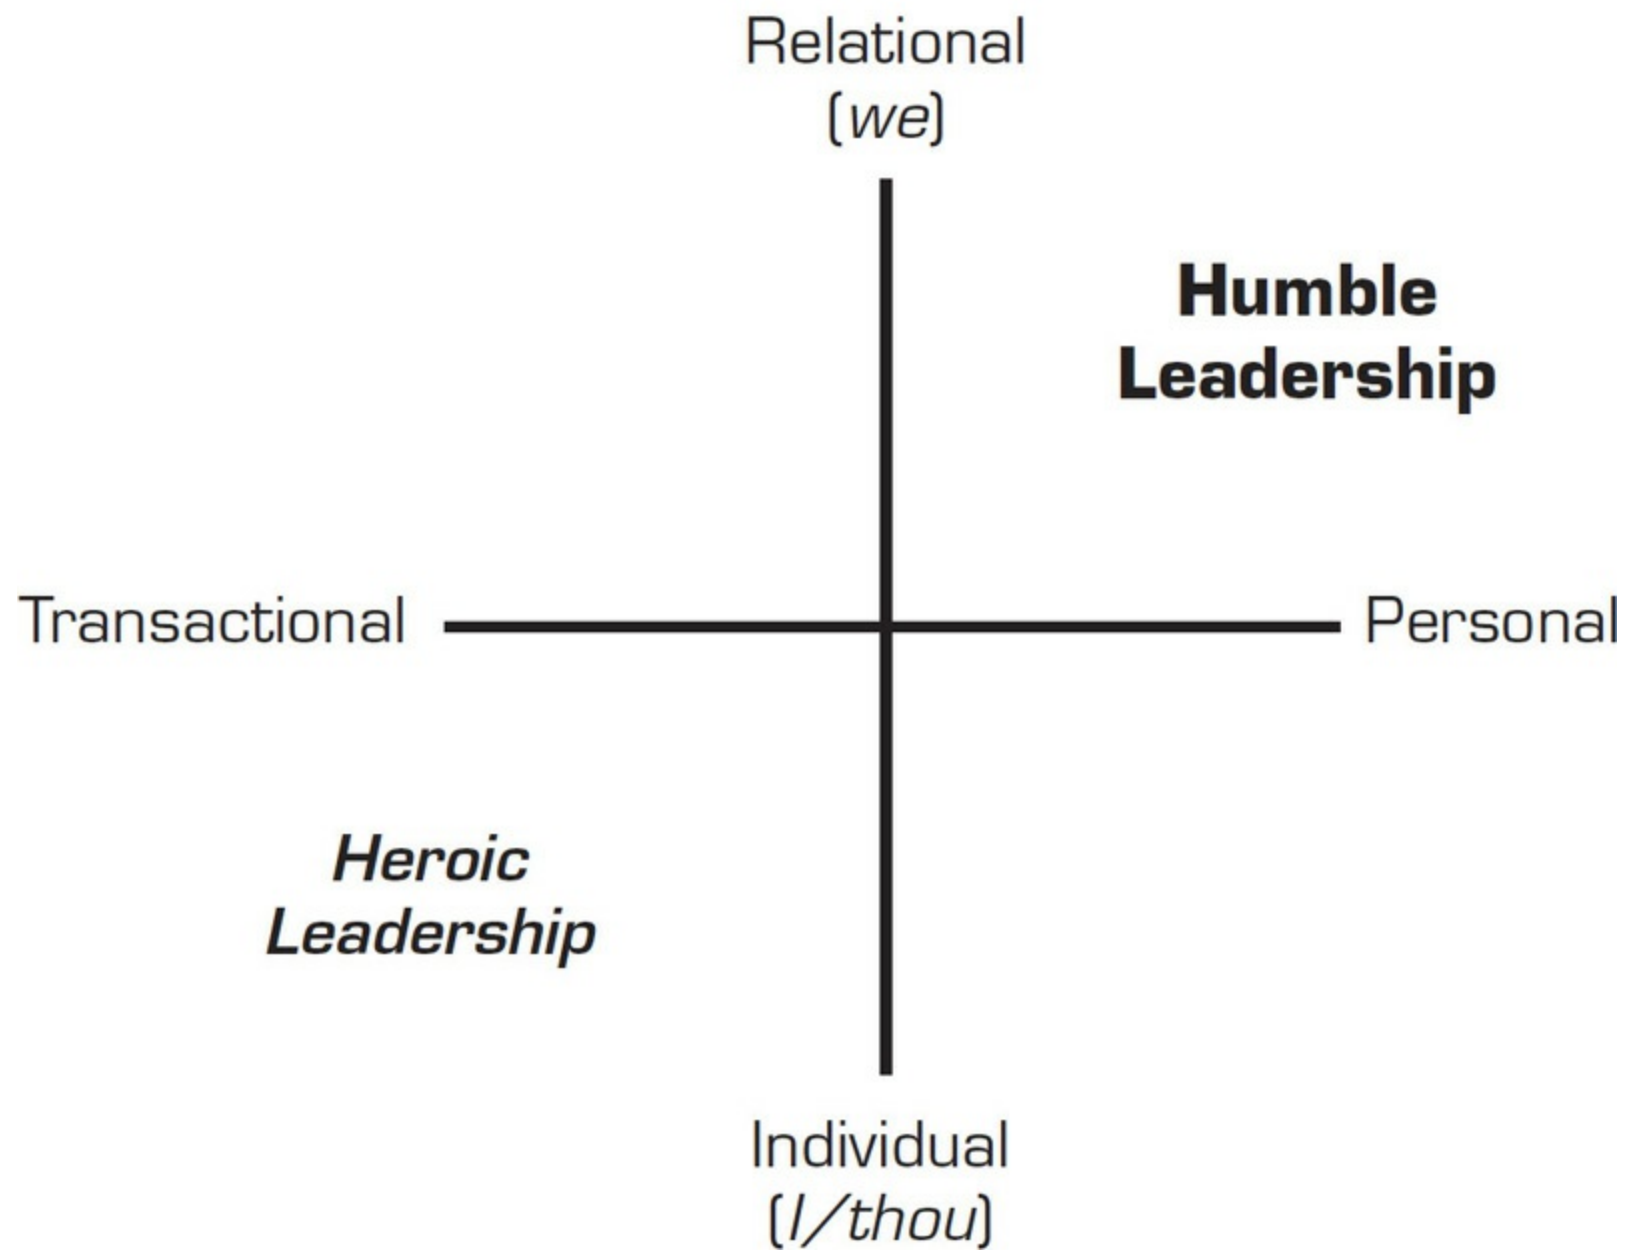 Relational
(we)
Humble
Leadership
Transactional
Personal
Heroic
Leadership
Individual
(I/thou)